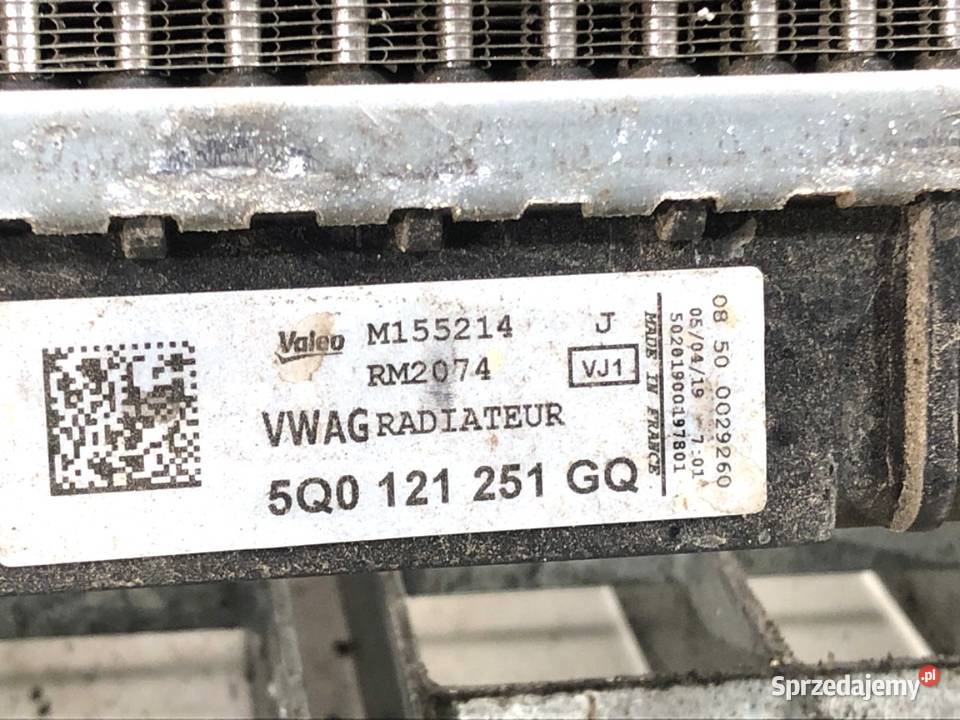 Valeo M155214 J
RM2074 VJ1
VWAG RADIATEUR
5Q0 121 251 GQ
MADE IN FRANCE
50201900197801
05/04/19 7:01
08 50 0029260
Sprzedajemy.pl